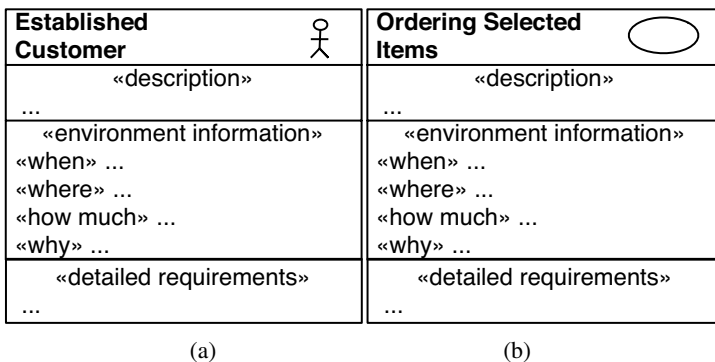 Established
Customer
«description»
...
«environment information»
«when» ...
«where» ...
«how much» ...
«why» ...
«detailed requirements»
...
(a)
Ordering Selected
Items
«description»
...
«environment information»
«when» ...
«where» ...
«how much» ...
«why» ...
«detailed requirements»
...
(b)